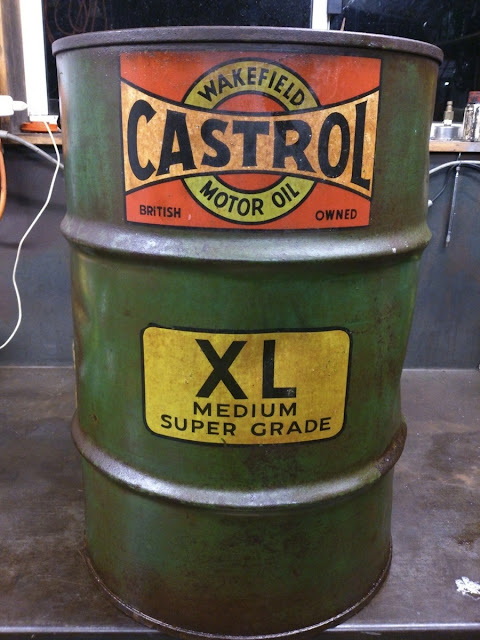 WAKEFIELD
CASTROL
MOTOR OIL
BRITISH OWNED
XL
MEDIUM
SUPER GRADE